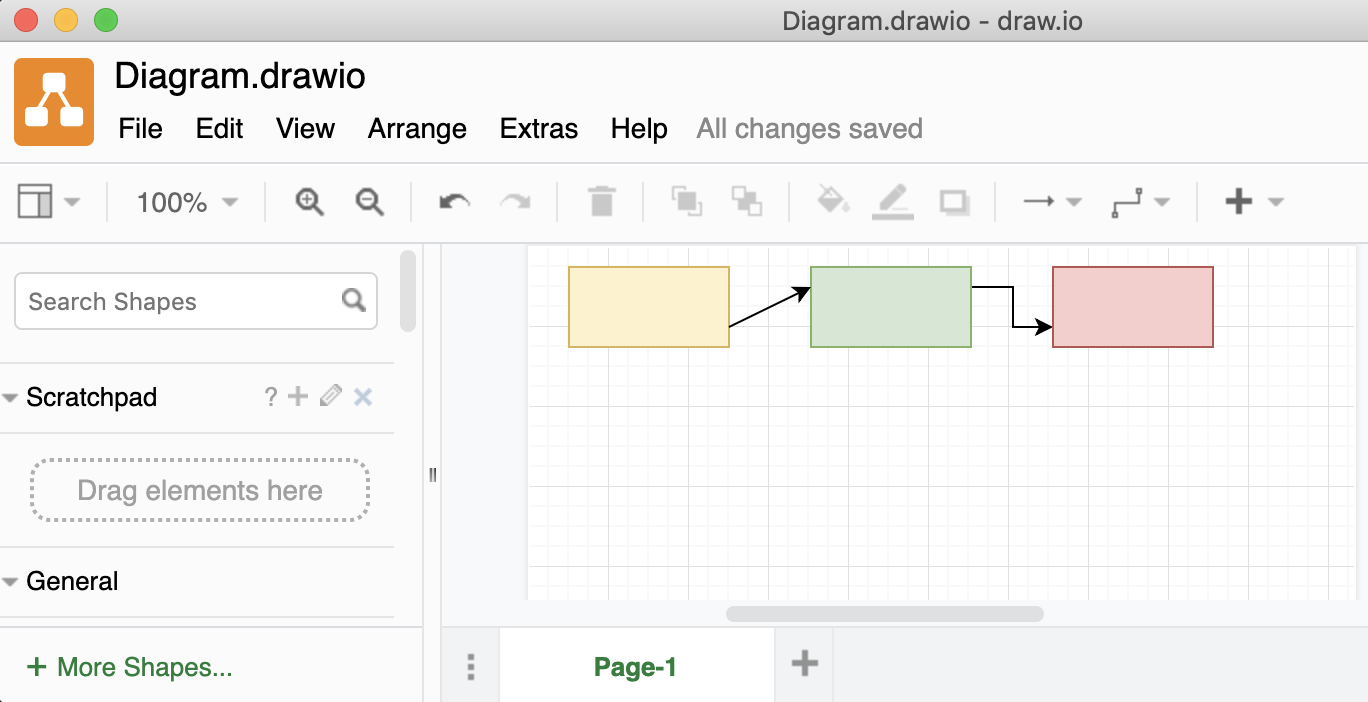 Diagram.drawio - draw.io
Diagram.drawio
File Edit View Arrange Extras Help All changes saved
100%
Search Shapes
Scratchpad ?
Drag elements here
General
+ More Shapes...
Page-1